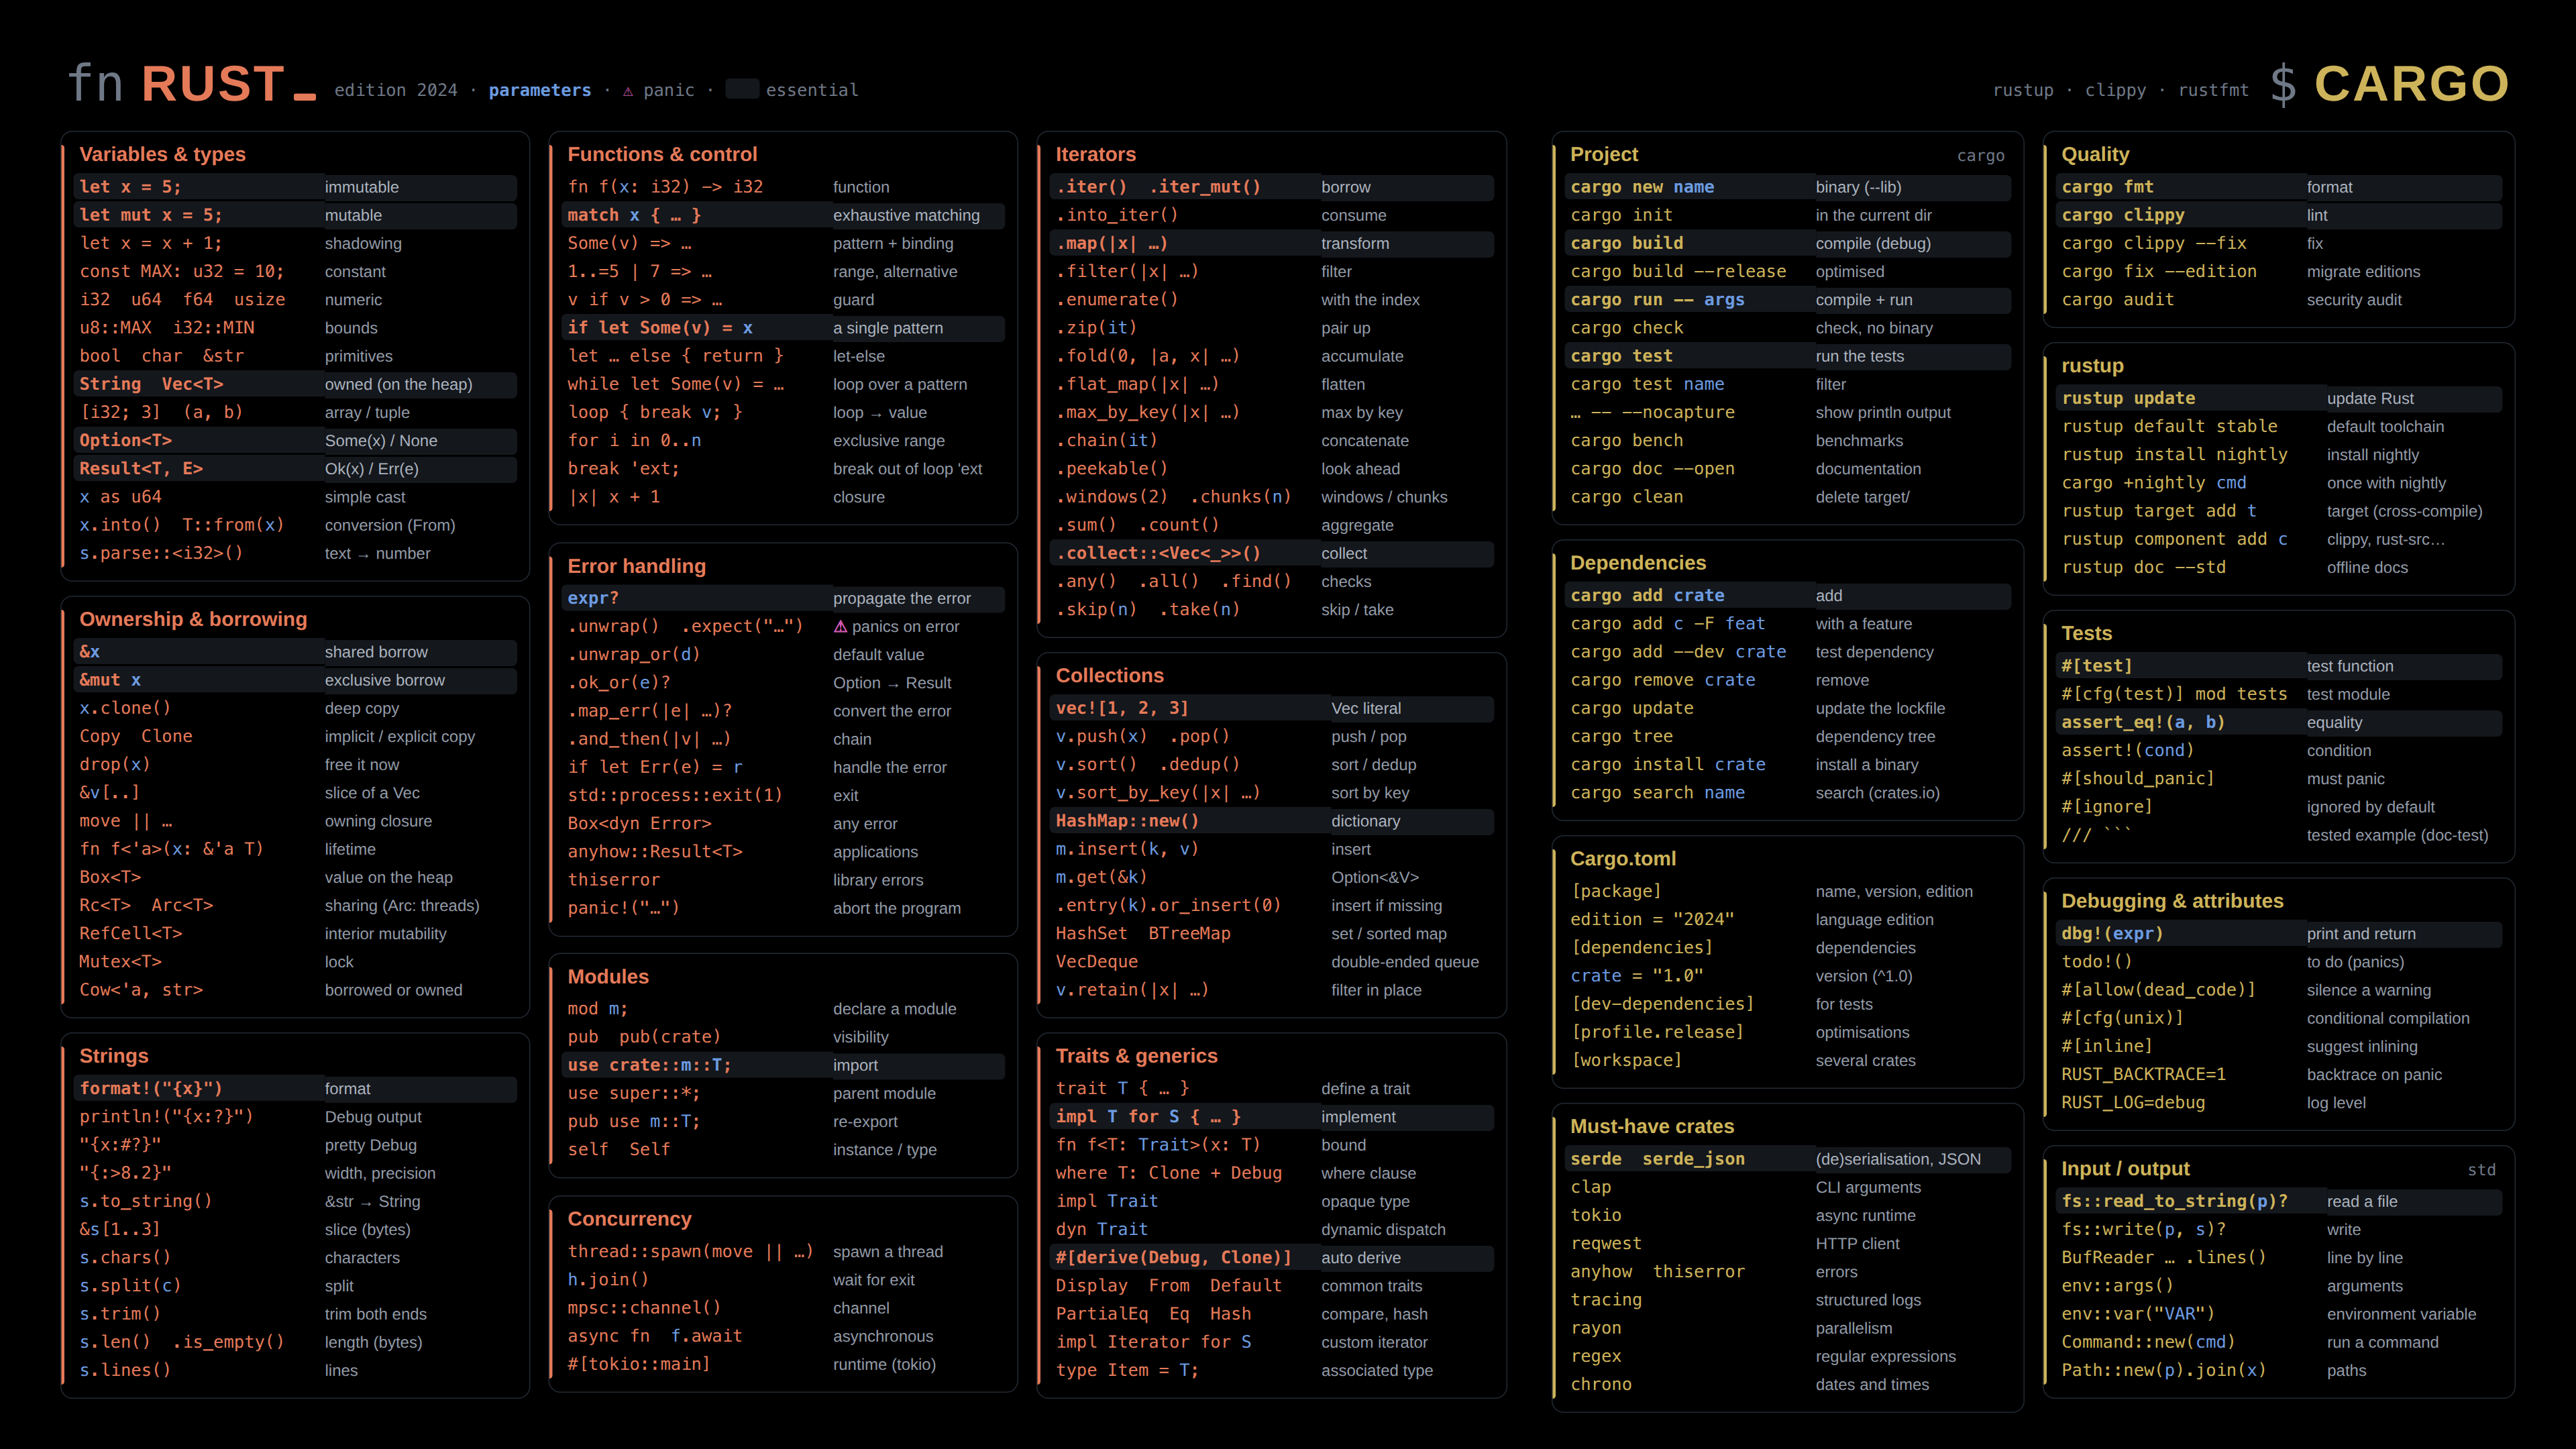 fn RUST_ edition 2024 · parameters · ⚠ panic · essential
rustup · clippy · rustfmt $ CARGO
Variables & types
let x = 5; immutable
let mut x = 5; mutable
let x = x + 1; shadowing
const MAX: u32 = 10; constant
i32  u64  f64  usize numeric
u8::MAX  i32::MIN bounds
bool  char  &str primitives
String  Vec<T> owned (on the heap)
[i32; 3]  (a, b) array / tuple
Option<T> Some(x) / None
Result<T, E> Ok(x) / Err(e)
x as u64 simple cast
x.into()  T::from(x) conversion (From)
s.parse::<i32>() text → number
Ownership & borrowing
&x shared borrow
&mut x exclusive borrow
x.clone() deep copy
Copy  Clone implicit / explicit copy
drop(x) free it now
&v[..] slice of a Vec
move || … owning closure
fn f<'a>(x: &'a T) lifetime
Box<T> value on the heap
Rc<T>  Arc<T> sharing (Arc: threads)
RefCell<T> interior mutability
Mutex<T> lock
Cow<'a, str> borrowed or owned
Strings
format!("{x}") format
println!("{x:?}") Debug output
"{x:#?}" pretty Debug
"{:>8.2}" width, precision
s.to_string() &str → String
&s[1..3] slice (bytes)
s.chars() characters
s.split(c) split
s.trim() trim both ends
s.len()  .is_empty() length (bytes)
s.lines() lines
Functions & control
fn f(x: i32) -> i32 function
match x { … } exhaustive matching
Some(v) => … pattern + binding
1..=5 | 7 => … range, alternative
v if v > 0 => … guard
if let Some(v) = x a single pattern
let … else { return } let-else
while let Some(v) = … loop over a pattern
loop { break v; } loop → value
for i in 0..n exclusive range
break 'ext; break out of loop 'ext
|x| x + 1 closure
Error handling
expr? propagate the error
.unwrap()  .expect("…") ⚠ panics on error
.unwrap_or(d) default value
.ok_or(e)? Option → Result
.map_err(|e| …)? convert the error
.and_then(|v| …) chain
if let Err(e) = r handle the error
std::process::exit(1) exit
Box<dyn Error> any error
anyhow::Result<T> applications
thiserror library errors
panic!("…") abort the program
Modules
mod m; declare a module
pub  pub(crate) visibility
use crate::m::T; import
use super::*; parent module
pub use m::T; re-export
self  Self instance / type
Concurrency
thread::spawn(move || …) spawn a thread
h.join() wait for exit
mpsc::channel() channel
async fn  f.await asynchronous
#[tokio::main] runtime (tokio)
Iterators
.iter()  .iter_mut() borrow
.into_iter() consume
.map(|x| …) transform
.filter(|x| …) filter
.enumerate() with the index
.zip(it) pair up
.fold(0, |a, x| …) accumulate
.flat_map(|x| …) flatten
.max_by_key(|x| …) max by key
.chain(it) concatenate
.peekable() look ahead
.windows(2)  .chunks(n) windows / chunks
.sum()  .count() aggregate
.collect::<Vec<_>>() collect
.any()  .all()  .find() checks
.skip(n)  .take(n) skip / take
Collections
vec![1, 2, 3] Vec literal
v.push(x)  .pop() push / pop
v.sort()  .dedup() sort / dedup
v.sort_by_key(|x| …) sort by key
HashMap::new() dictionary
m.insert(k, v) insert
m.get(&k) Option<&V>
.entry(k).or_insert(0) insert if missing
HashSet  BTreeMap set / sorted map
VecDeque double-ended queue
v.retain(|x| …) filter in place
Traits & generics
trait T { … } define a trait
impl T for S { … } implement
fn f<T: Trait>(x: T) bound
where T: Clone + Debug where clause
impl Trait opaque type
dyn Trait dynamic dispatch
#[derive(Debug, Clone)] auto derive
Display  From  Default common traits
PartialEq  Eq  Hash compare, hash
impl Iterator for S custom iterator
type Item = T; associated type
Project cargo
cargo new name binary (--lib)
cargo init in the current dir
cargo build compile (debug)
cargo build --release optimised
cargo run -- args compile + run
cargo check check, no binary
cargo test run the tests
cargo test name filter
… -- --nocapture show println output
cargo bench benchmarks
cargo doc --open documentation
cargo clean delete target/
Dependencies
cargo add crate add
cargo add c -F feat with a feature
cargo add --dev crate test dependency
cargo remove crate remove
cargo update update the lockfile
cargo tree dependency tree
cargo install crate install a binary
cargo search name search (crates.io)
Cargo.toml
[package] name, version, edition
edition = "2024" language edition
[dependencies] dependencies
crate = "1.0" version (^1.0)
[dev-dependencies] for tests
[profile.release] optimisations
[workspace] several crates
Must-have crates
serde  serde_json (de)serialisation, JSON
clap CLI arguments
tokio async runtime
reqwest HTTP client
anyhow  thiserror errors
tracing structured logs
rayon parallelism
regex regular expressions
chrono dates and times
Quality
cargo fmt format
cargo clippy lint
cargo clippy --fix fix
cargo fix --edition migrate editions
cargo audit security audit
rustup
rustup update update Rust
rustup default stable default toolchain
rustup install nightly install nightly
cargo +nightly cmd once with nightly
rustup target add t target (cross-compile)
rustup component add c clippy, rust-src…
rustup doc --std offline docs
Tests
#[test] test function
#[cfg(test)] mod tests test module
assert_eq!(a, b) equality
assert!(cond) condition
#[should_panic] must panic
#[ignore] ignored by default
/// ``` tested example (doc-test)
Debugging & attributes
dbg!(expr) print and return
todo!() to do (panics)
#[allow(dead_code)] silence a warning
#[cfg(unix)] conditional compilation
#[inline] suggest inlining
RUST_BACKTRACE=1 backtrace on panic
RUST_LOG=debug log level
Input / output std
fs::read_to_string(p)? read a file
fs::write(p, s)? write
BufReader … .lines() line by line
env::args() arguments
env::var("VAR") environment variable
Command::new(cmd) run a command
Path::new(p).join(x) paths